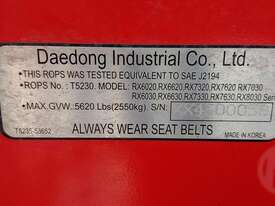 Daedong Industrial Co., Ltd.
•THIS ROPS WAS TESTED EQUIVALENT TO SAE J2194
•ROPS No. : T5230. MODEL: RX6020,RX6620,RX7320,RX7620 RX7030
RX6030,RX6630,RX7330,RX7630,RX8030 Seri
•MAX.GVW: 5620 Lbs(2550kg). S/N:
T5235-53652
MADE IN KOREA
ALWAYS WEAR SEAT BELTS